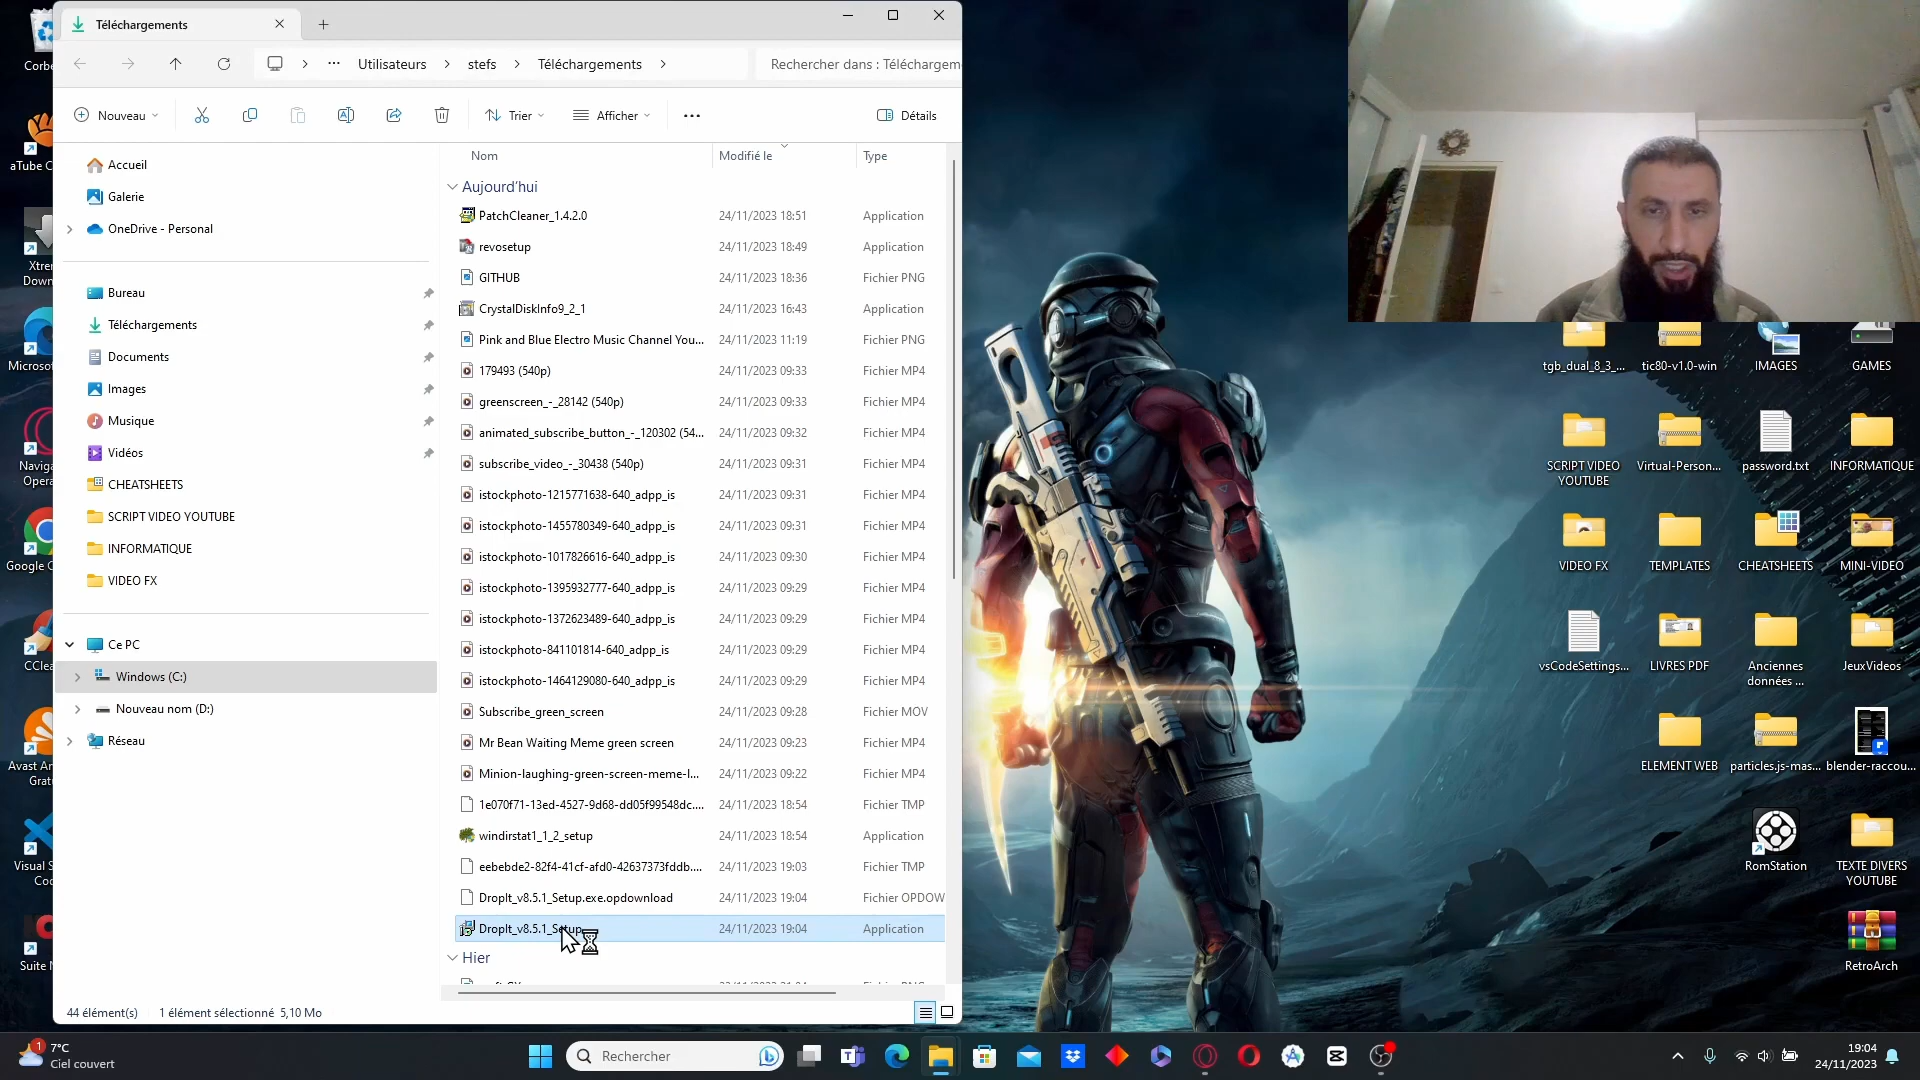 Téléchargements
Utilisateurs
stefs
Téléchargements
Rechercher dans : Téléchargem
Nouveau
Trier
Afficher
Détails
Nom
Modifié le
Type
Accueil
Galerie
OneDrive - Personal
Bureau
Téléchargements
Documents
Images
Musique
Vidéos
CHEATSHEETS
SCRIPT VIDEO YOUTUBE
INFORMATIQUE
VIDEO FX
Ce PC
Windows (C:)
Nouveau nom (D:)
Réseau
Aujourd'hui
PatchCleaner_1.4.2.0 24/11/2023 18:51 Application
revosetup 24/11/2023 18:49 Application
GITHUB 24/11/2023 18:36 Fichier PNG
CrystalDiskInfo9_2_1 24/11/2023 16:43 Application
Pink and Blue Electro Music Channel You... 24/11/2023 11:19 Fichier PNG
179493 (540p) 24/11/2023 09:33 Fichier MP4
greenscreen_-_28142 (540p) 24/11/2023 09:33 Fichier MP4
animated_subscribe_button_-_120302 (54... 24/11/2023 09:32 Fichier MP4
subscribe_video_-_30438 (540p) 24/11/2023 09:31 Fichier MP4
istockphoto-1215771638-640_adpp_is 24/11/2023 09:31 Fichier MP4
istockphoto-1455780349-640_adpp_is 24/11/2023 09:31 Fichier MP4
istockphoto-1017826616-640_adpp_is 24/11/2023 09:30 Fichier MP4
istockphoto-1395932777-640_adpp_is 24/11/2023 09:29 Fichier MP4
istockphoto-1372623489-640_adpp_is 24/11/2023 09:29 Fichier MP4
istockphoto-841101814-640_adpp_is 24/11/2023 09:29 Fichier MP4
istockphoto-1464129080-640_adpp_is 24/11/2023 09:29 Fichier MP4
Subscribe_green_screen 24/11/2023 09:28 Fichier MOV
Mr Bean Waiting Meme green screen 24/11/2023 09:23 Fichier MP4
Minion-laughing-green-screen-meme-l... 24/11/2023 09:22 Fichier MP4
1e070f71-13ed-4527-9d68-dd05f99548dc.... 24/11/2023 18:54 Fichier TMP
windirstat1_1_2_setup 24/11/2023 18:54 Application
eebebde2-82f4-41cf-afd0-42637373fddb.... 24/11/2023 19:03 Fichier TMP
DropIt_v8.5.1_Setup.exe.opdownload 24/11/2023 19:04 Fichier OPDOW
DropIt_v8.5.1_Setup 24/11/2023 19:04 Application
Hier
44 élément(s)
1 élément sélectionné 5,10 Mo
Corbe
aTube C
Xtre
Down
Microsof
Naviga
Opera
Google C
CClea
Avast An
Grat
Visual S
Coc
Suite N
tgb_dual_8_3_...
tic80-v1.0-win
IMAGES
GAMES
SCRIPT VIDEO
YOUTUBE
Virtual-Person...
password.txt
INFORMATIQUE
VIDEO FX
TEMPLATES
CHEATSHEETS
MINI-VIDEO
vsCodeSettings...
LIVRES PDF
Anciennes
données ...
JeuxVideos
ELEMENT WEB
particles.js-mas...
blender-raccou...
RomStation
TEXTE DIVERS
YOUTUBE
RetroArch
1
7°C
Ciel couvert
Rechercher
19:04
24/11/2023